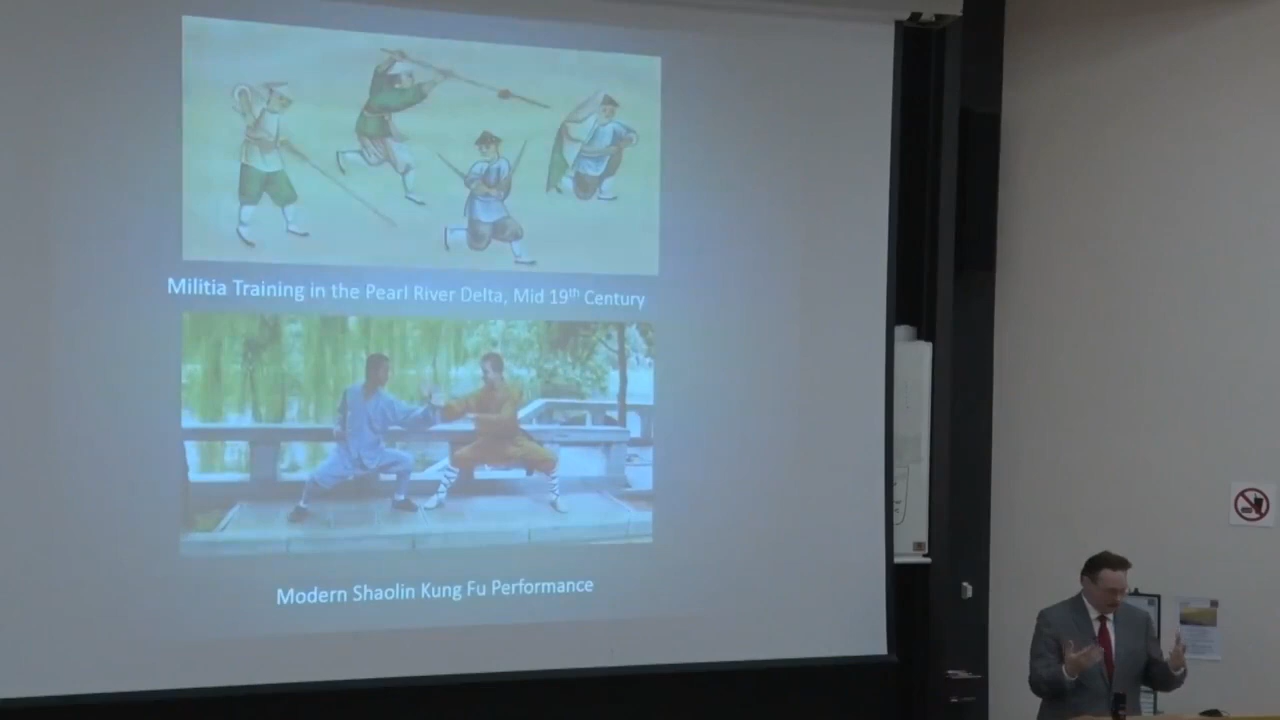 Militia Training in the Pearl River Delta, Mid 19th Century
Modern Shaolin Kung Fu Performance